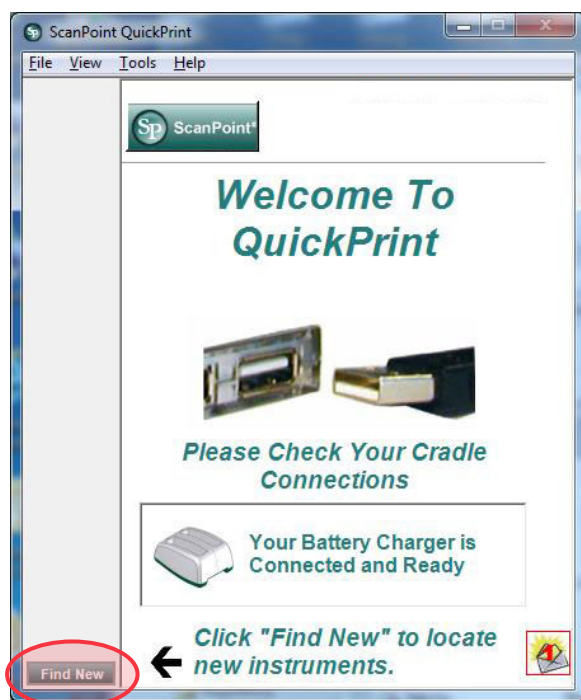 ScanPoint QuickPrint
File View Tools Help
Sp ScanPoint®
Welcome To
QuickPrint
Please Check Your Cradle
Connections
Your Battery Charger is
Connected and Ready
Click "Find New" to locate
new instruments.
Find New